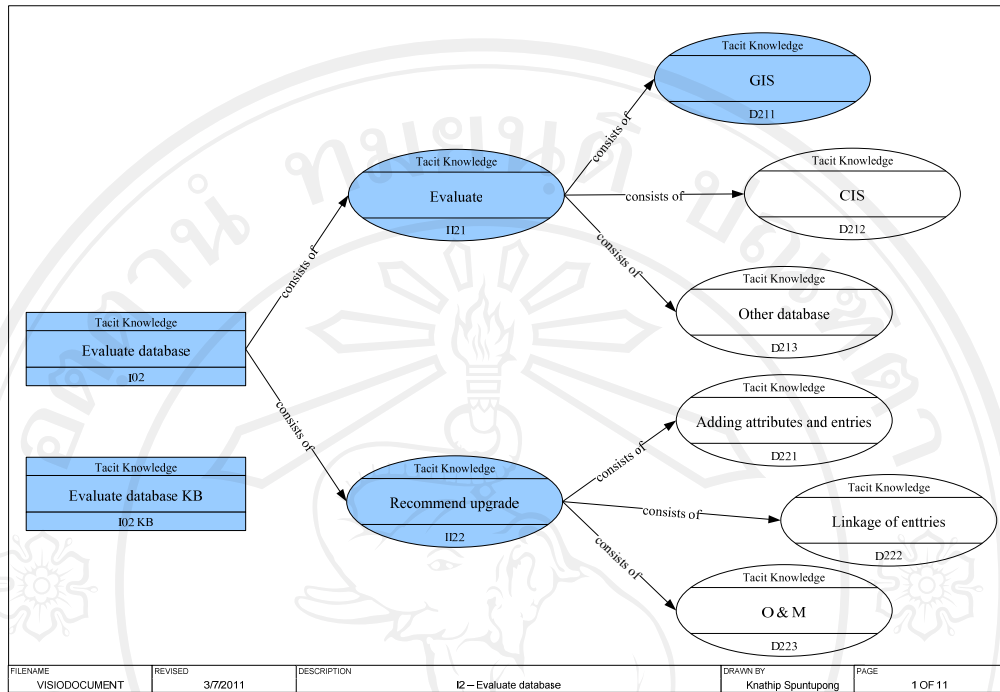 Tacit Knowledge
GIS
D211
Tacit Knowledge
Evaluate
II21
consists of
consists of
consists of
Tacit Knowledge
CIS
D212
Tacit Knowledge
Other database
D213
consists of
Tacit Knowledge
Evaluate database
I02
consists of
Tacit Knowledge
Evaluate database KB
I02 KB
Tacit Knowledge
Recommend upgrade
II22
consists of
consists of
consists of
Tacit Knowledge
Adding attributes and entries
D221
Tacit Knowledge
Linkage of enttries
D222
Tacit Knowledge
O & M
D223
FILENAME
VISIODOCUMENT
REVISED
3/7/2011
DESCRIPTION
I2 – Evaluate database
DRAWN BY
Knathip Spuntupong
PAGE
1 OF 11